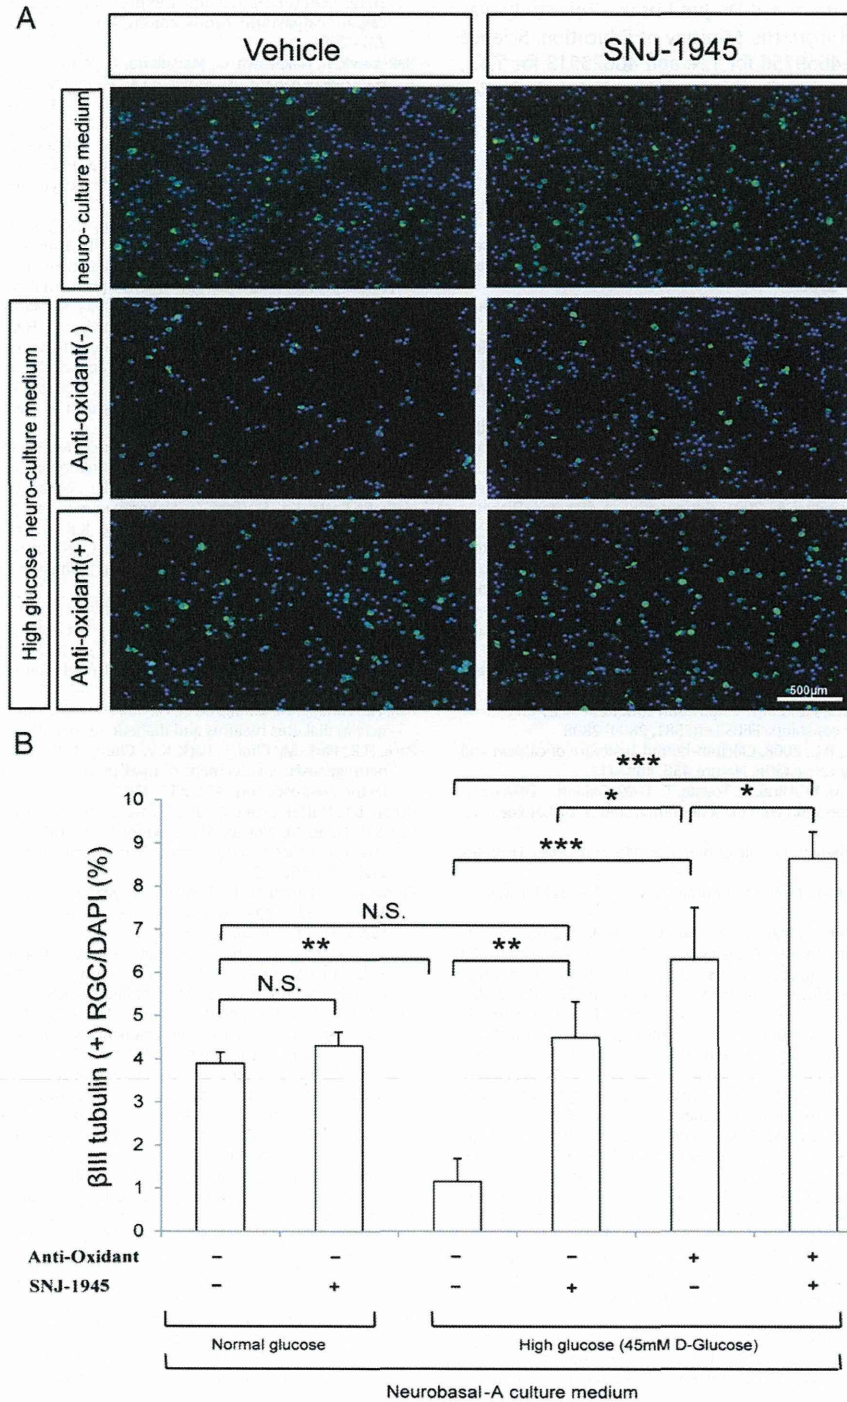 A
Vehicle
SNJ-1945
neuro- culture medium
High glucose neuro-culture medium
Anti-oxidant(-)
Anti-oxidant(+)
500μm
B
βIII tubulin (+) RGC/DAPI (%)
10
9
8
7
6
5
4
3
2
1
0
***
*
*
***
N.S.
**
**
N.S.
Anti-Oxidant – – – – + +
SNJ-1945 – + – + – +
Normal glucose
High glucose (45mM D-Glucose)
Neurobasal-A culture medium